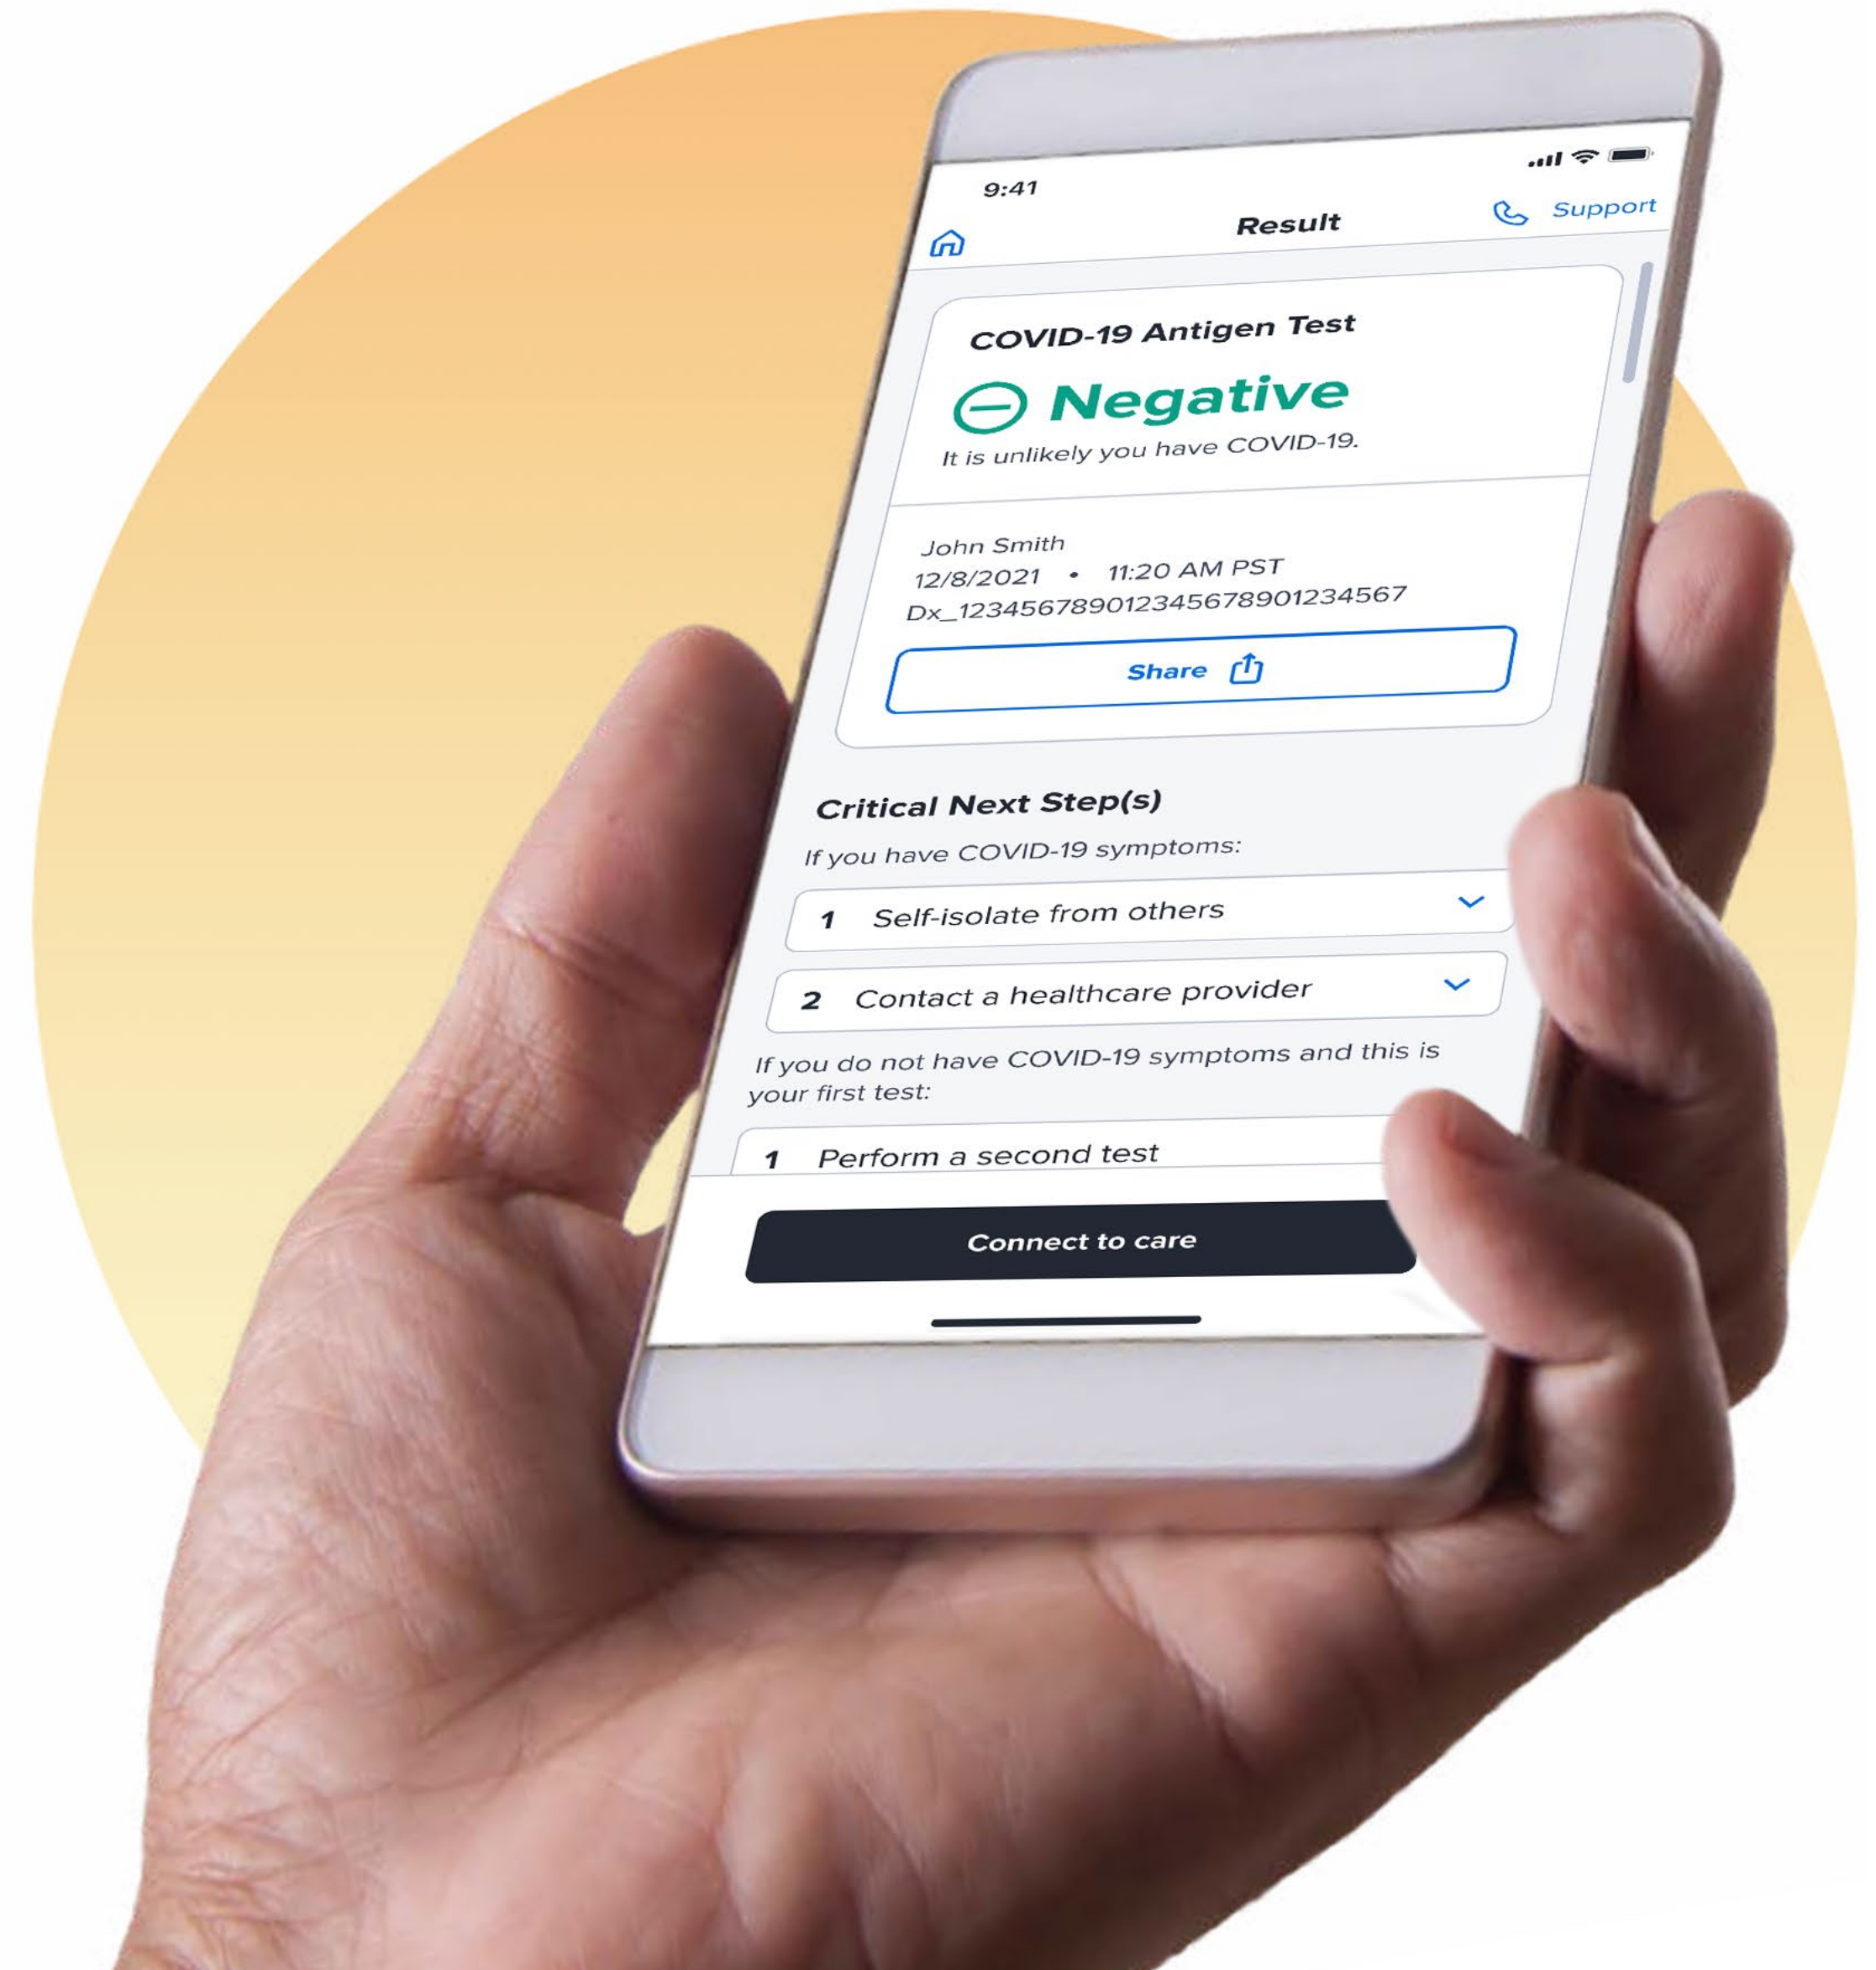 9:41
Result
Support
COVID-19 Antigen Test
Negative
It is unlikely you have COVID-19.
John Smith
12/8/2021 • 11:20 AM PST
Dx_123456789012345678901234567
Share
Critical Next Step(s)
If you have COVID-19 symptoms:
1 Self-isolate from others
2 Contact a healthcare provider
If you do not have COVID-19 symptoms and this is
your first test:
1 Perform a second test
Connect to care